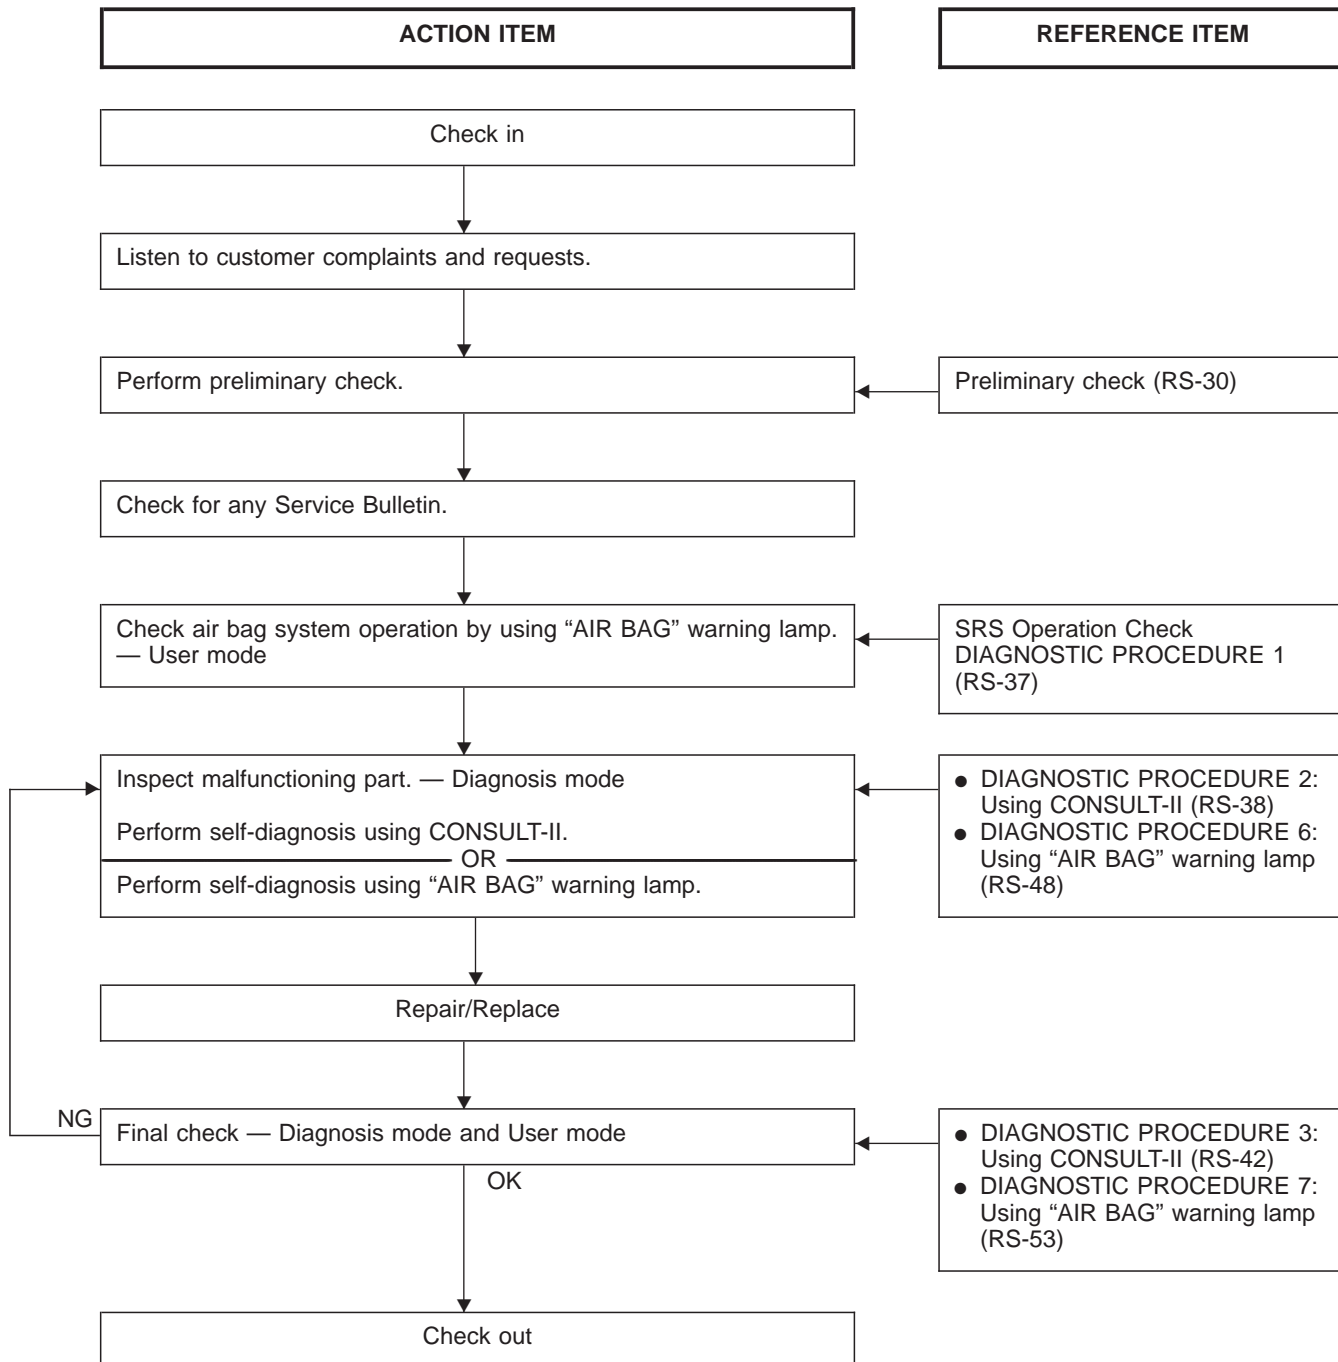 ACTION ITEM
REFERENCE ITEM
Check in
Listen to customer complaints and requests.
Perform preliminary check.
Preliminary check (RS-30)
Check for any Service Bulletin.
Check air bag system operation by using “AIR BAG” warning lamp.
— User mode
SRS Operation Check
DIAGNOSTIC PROCEDURE 1
(RS-37)
Inspect malfunctioning part. — Diagnosis mode
Perform self-diagnosis using CONSULT-II.
OR
Perform self-diagnosis using “AIR BAG” warning lamp.
● DIAGNOSTIC PROCEDURE 2:
Using CONSULT-II (RS-38)
● DIAGNOSTIC PROCEDURE 6:
Using “AIR BAG” warning lamp
(RS-48)
Repair/Replace
NG
Final check — Diagnosis mode and User mode
OK
● DIAGNOSTIC PROCEDURE 3:
Using CONSULT-II (RS-42)
● DIAGNOSTIC PROCEDURE 7:
Using “AIR BAG” warning lamp
(RS-53)
Check out